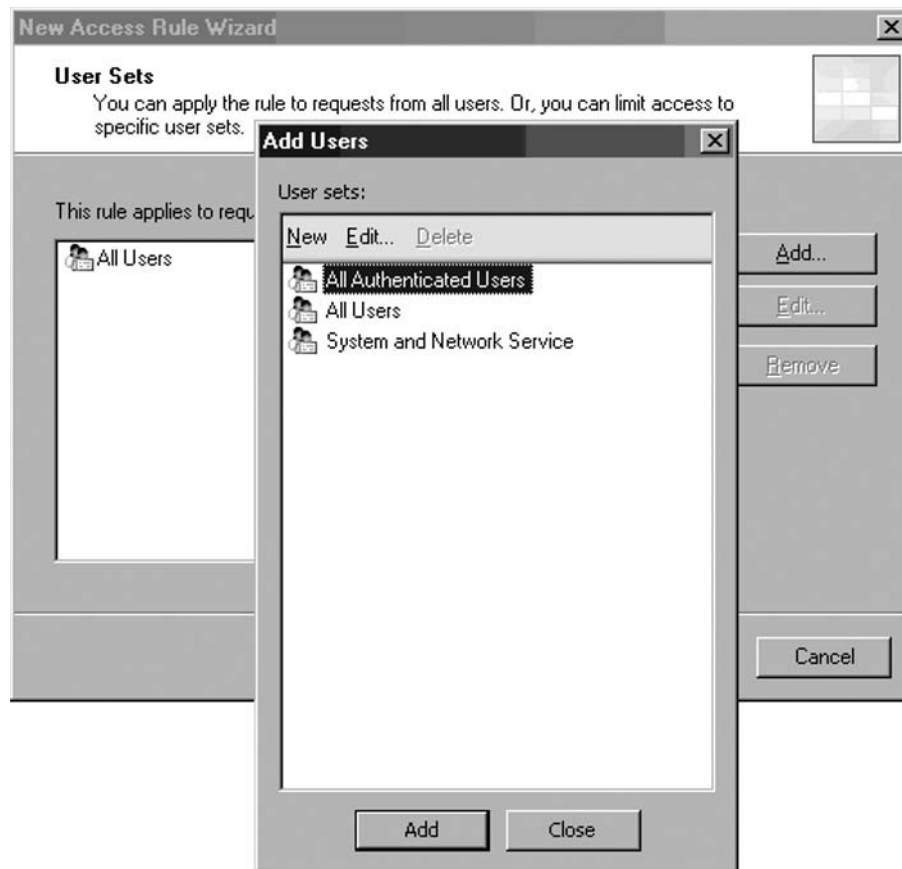 New Access Rule Wizard
User Sets
You can apply the rule to requests from all users. Or, you can limit access to
specific user sets.
Add Users
User sets:
This rule applies to requ
New Edit... Delete
All Users
All Authenticated Users
All Users
System and Network Service
Add...
Edit...
Remove
Cancel
Add Close